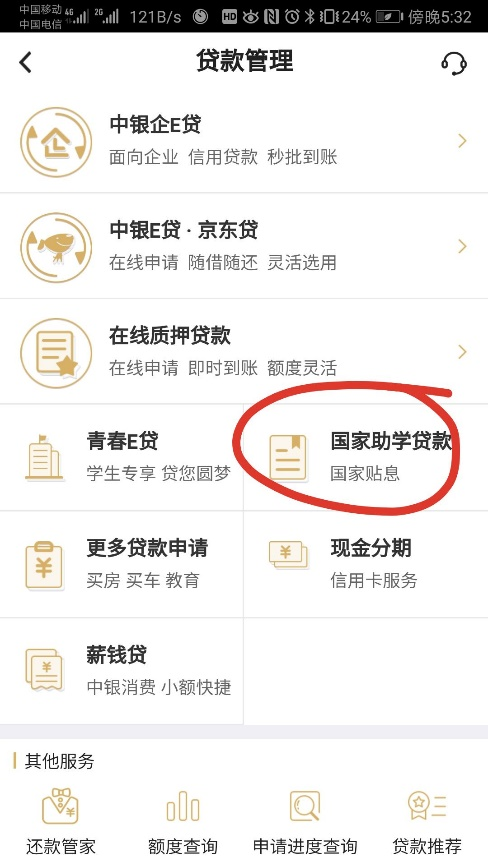 中国移动 4G 2G 121B/s HD 24% 傍晚5:32
中国电信
贷款管理
中银企E贷
面向企业 信用贷款 秒批到账
中银E贷 · 京东贷
在线申请 随借随还 灵活选用
在线质押贷款
在线申请 即时到账 额度灵活
青春E贷
学生专享 贷您圆梦
国家助学贷款
国家贴息
更多贷款申请
买房 买车 教育
现金分期
信用卡服务
薪钱贷
中银消费 小额快捷
其他服务
还款管家
额度查询
申请进度查询
贷款推荐